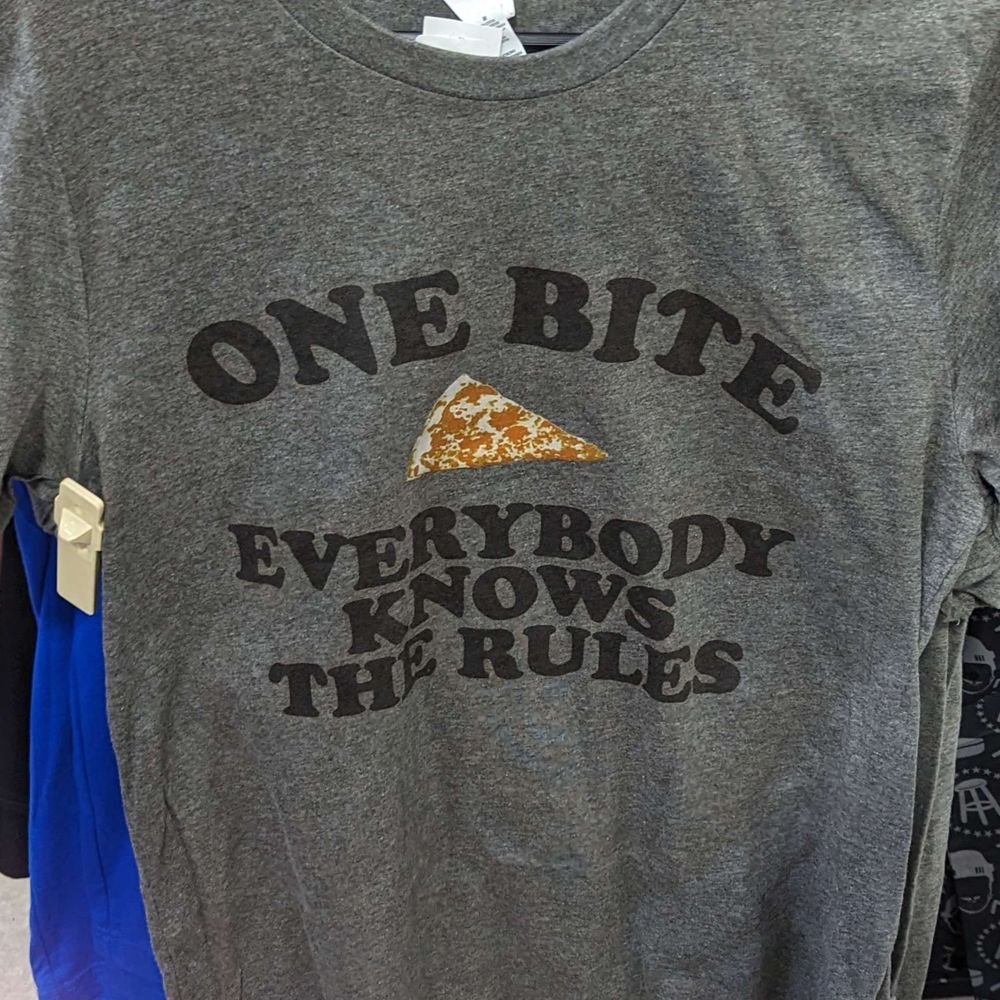 ONE BITE
EVERYBODY
KNOWS
THE RULES